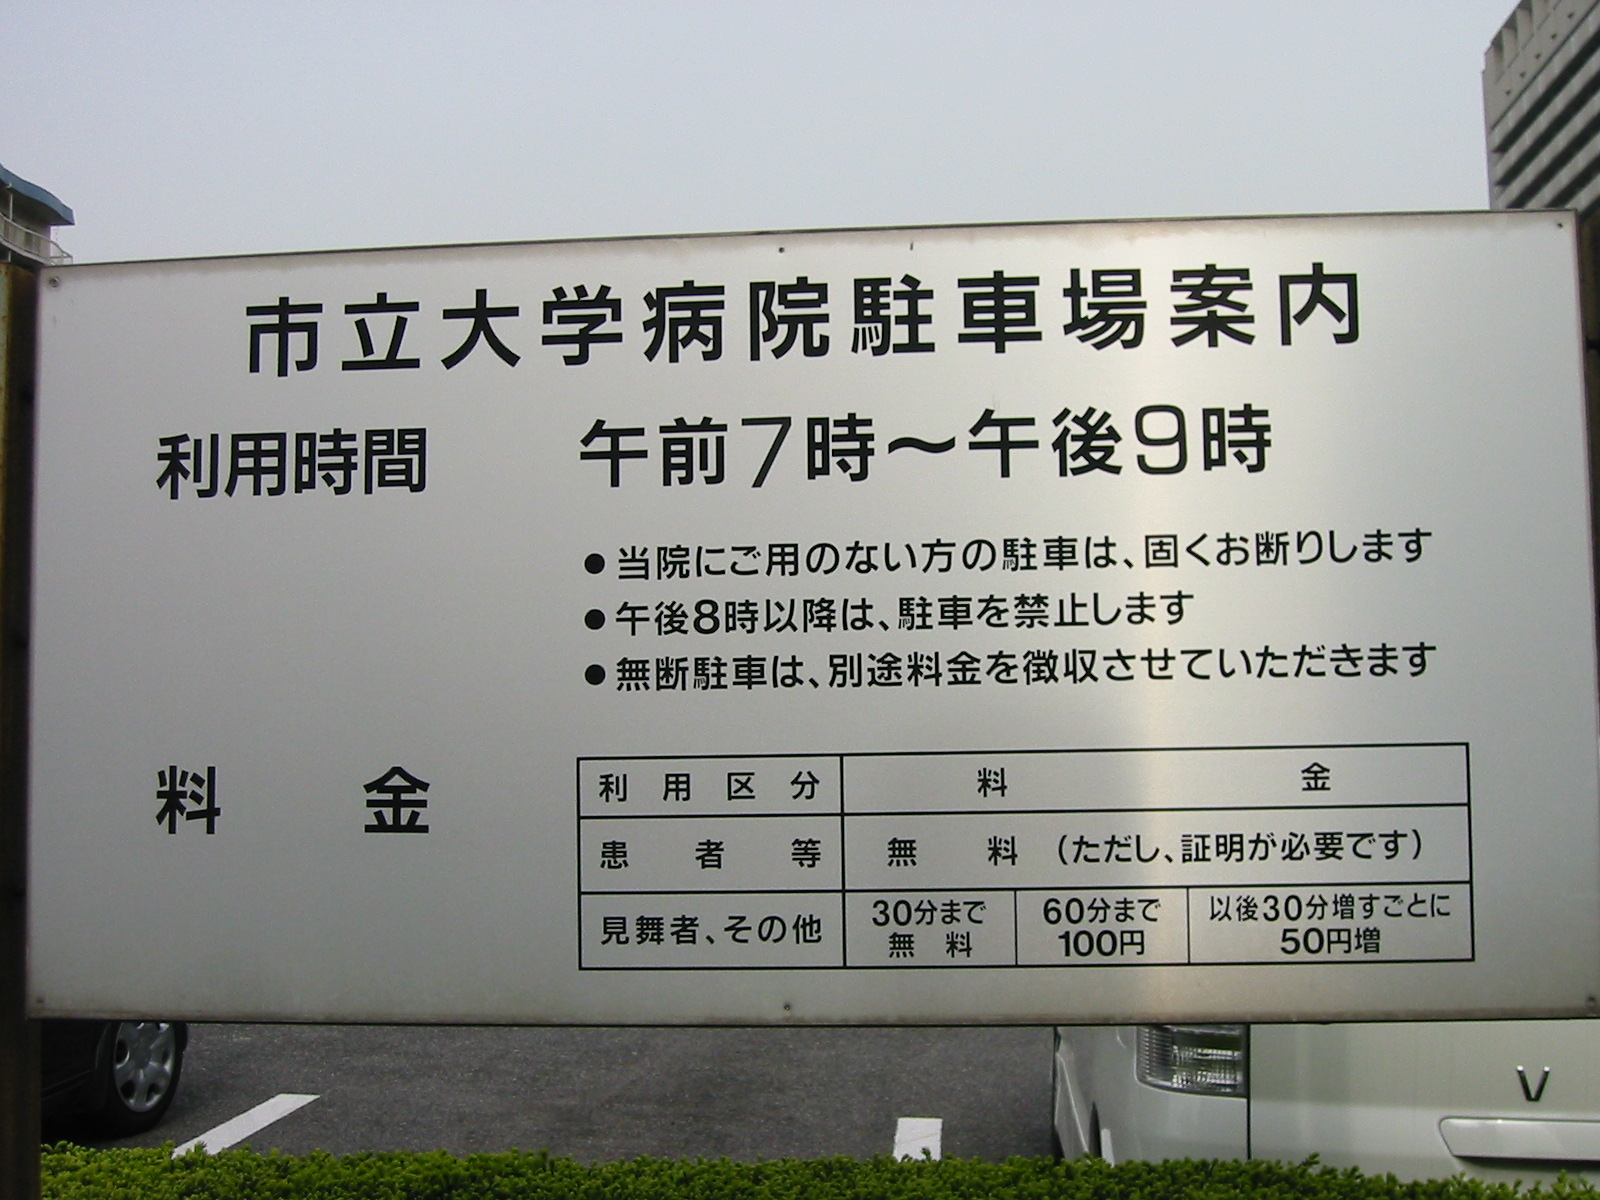 市立大学病院駐車場案内
利用時間 午前7時～午後9時
●当院にご用のない方の駐車は、固くお断りします
●午後8時以降は、駐車を禁止します
●無断駐車は、別途料金を徴収させていただきます
料金
利用区分 料金
患者等 無料（ただし、証明が必要です）
見舞者、その他 30分まで無料 60分まで100円 以後30分増すごとに50円増
V